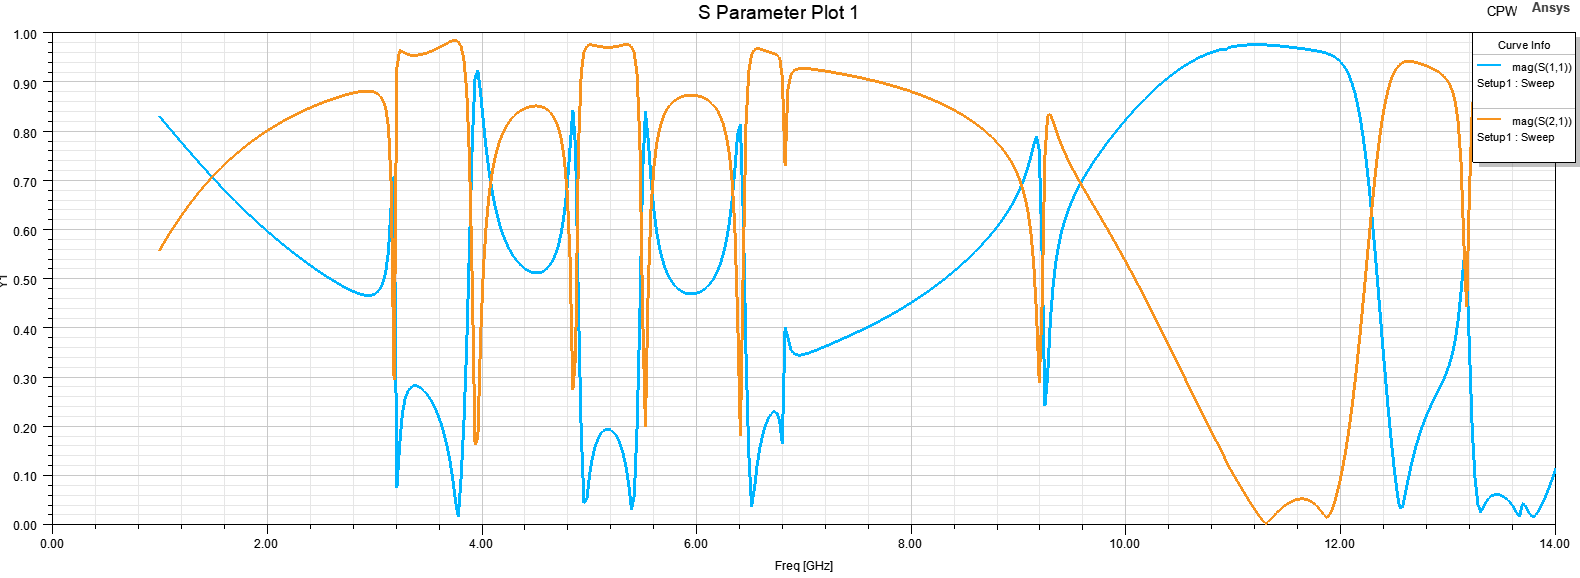 S Parameter Plot 1
CPW
Ansys
Curve Info
mag(S(1,1))
Setup1 : Sweep
mag(S(2,1))
Setup1 : Sweep
1.00
0.90
0.80
0.70
0.60
0.50
0.40
0.30
0.20
0.10
0.00
Y1
0.00 2.00 4.00 6.00 8.00 10.00 12.00 14.00
Freq [GHz]